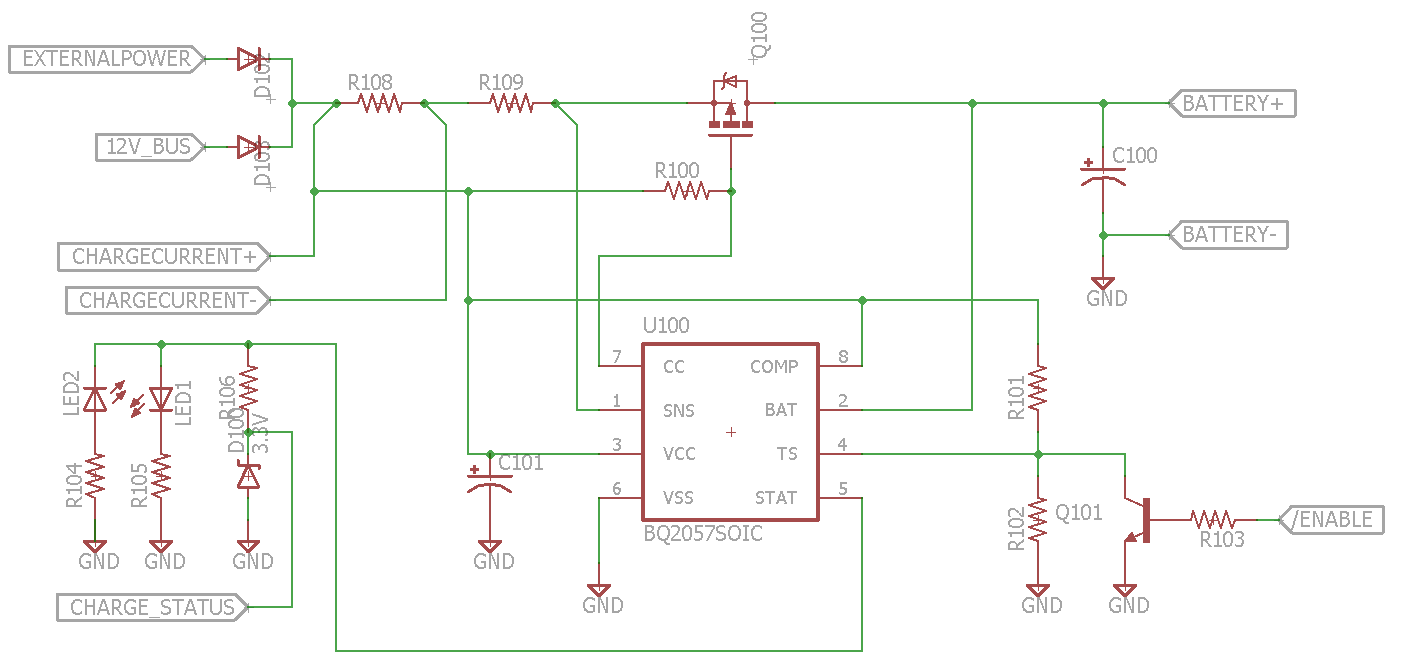 Q100
EXTERNALPOWER
D102
R108
R109
BATTERY+
12V_BUS
R100
C100
BATTERY-
CHARGECURRENT+
CHARGECURRENT-
GND
U100
7
CC
COMP
8
1
SNS
BAT
2
3
VCC
TS
4
6
VSS
STAT
5
BQ2057SOIC
LED2
LED1
R106
D100
3.3V
R104
R105
C101
R101
R102
Q101
R103
/ENABLE
GND
GND
GND
GND
GND
GND
GND
CHARGE_STATUS